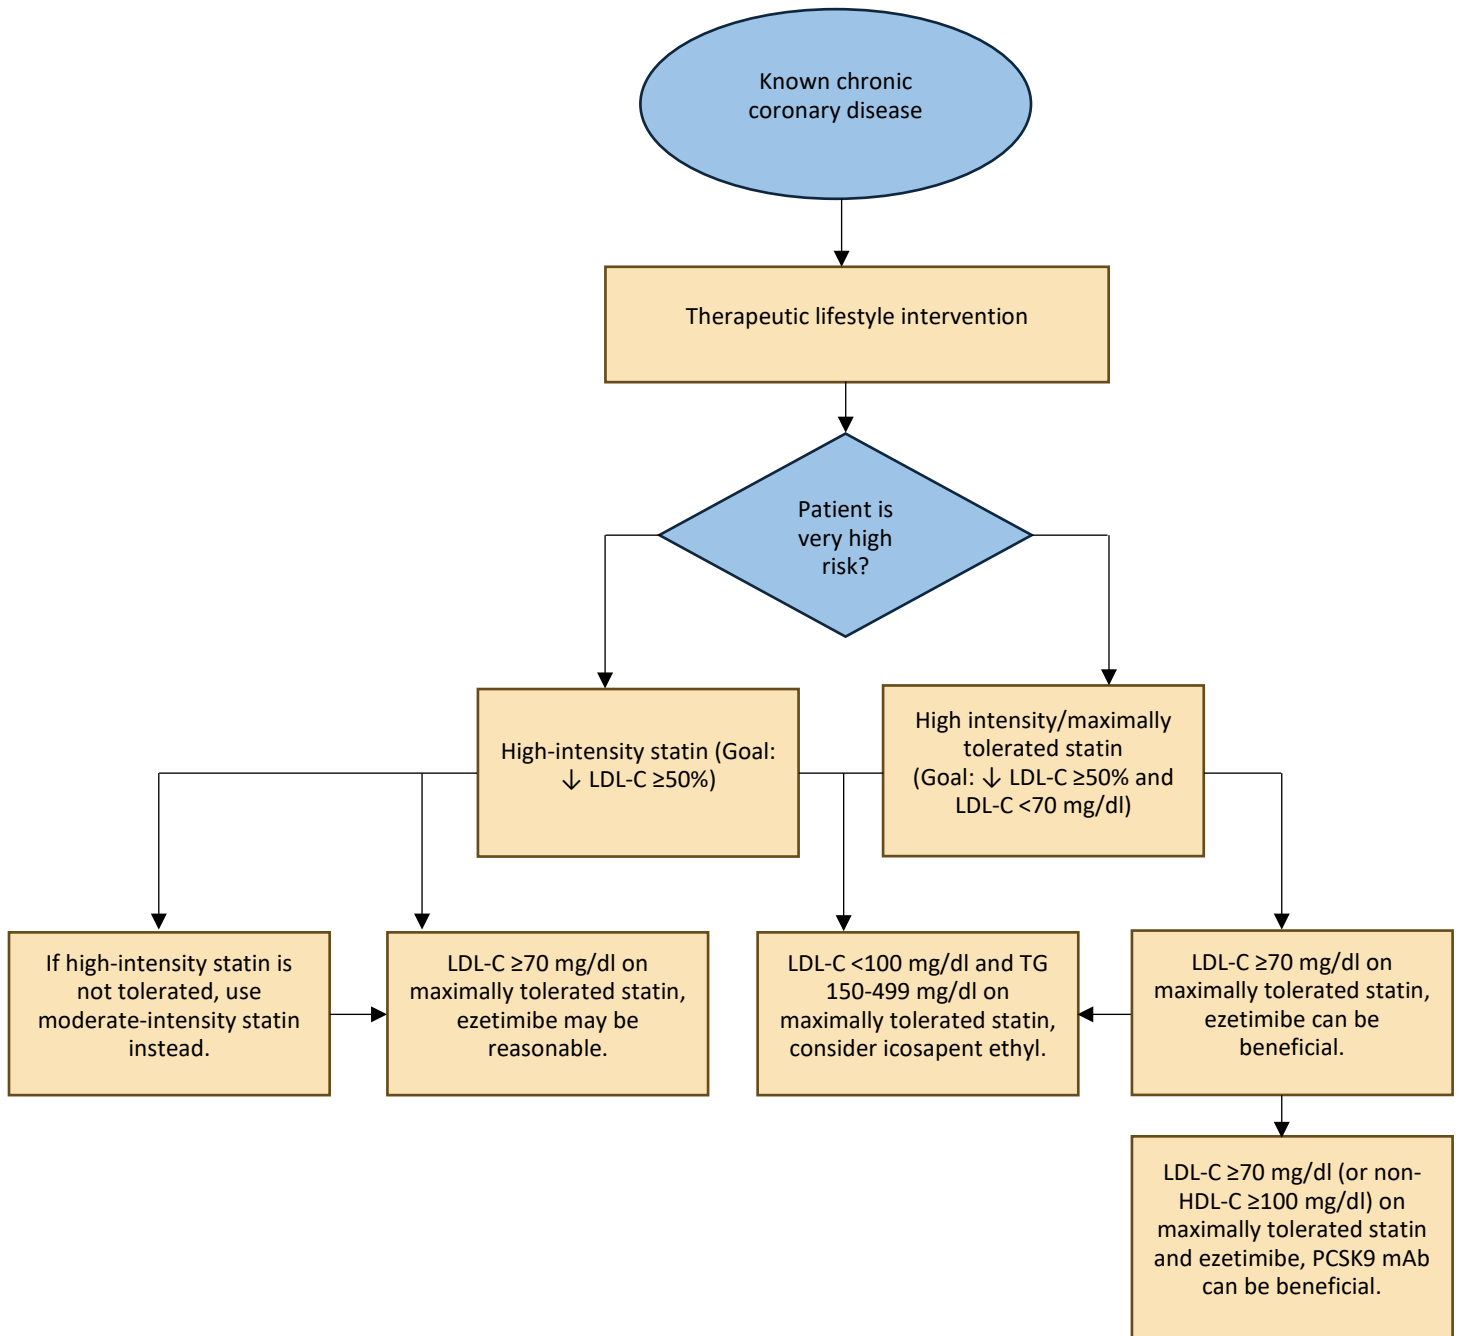 Known chronic
coronary disease
Therapeutic lifestyle intervention
Patient is
very high
risk?
High-intensity statin (Goal:
↓ LDL-C ≥50%)
High intensity/maximally
tolerated statin
(Goal: ↓ LDL-C ≥50% and
LDL-C <70 mg/dl)
If high-intensity statin is
not tolerated, use
moderate-intensity statin
instead.
LDL-C ≥70 mg/dl on
maximally tolerated statin,
ezetimibe may be
reasonable.
LDL-C <100 mg/dl and TG
150-499 mg/dl on
maximally tolerated statin,
consider icosapent ethyl.
LDL-C ≥70 mg/dl on
maximally tolerated statin,
ezetimibe can be
beneficial.
LDL-C ≥70 mg/dl (or non-
HDL-C ≥100 mg/dl) on
maximally tolerated statin
and ezetimibe, PCSK9 mAb
can be beneficial.